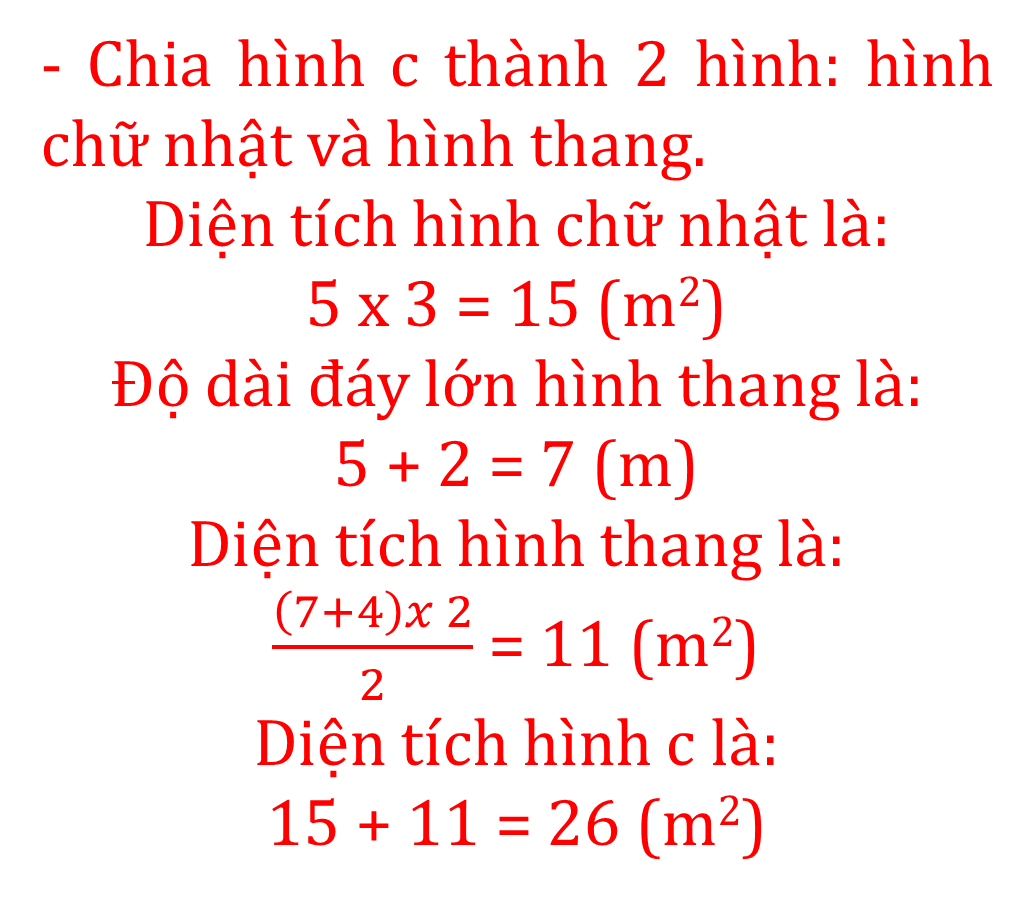 - Chia hình c thành 2 hình: hình
chữ nhật và hình thang.
Diện tích hình chữ nhật là:
5 x 3 = 15 (m²)
Độ dài đáy lớn hình thang là:
5 + 2 = 7 (m)
Diện tích hình thang là:
(7+4)x 2/2 = 11 (m²)
Diện tích hình c là:
15 + 11 = 26 (m²)